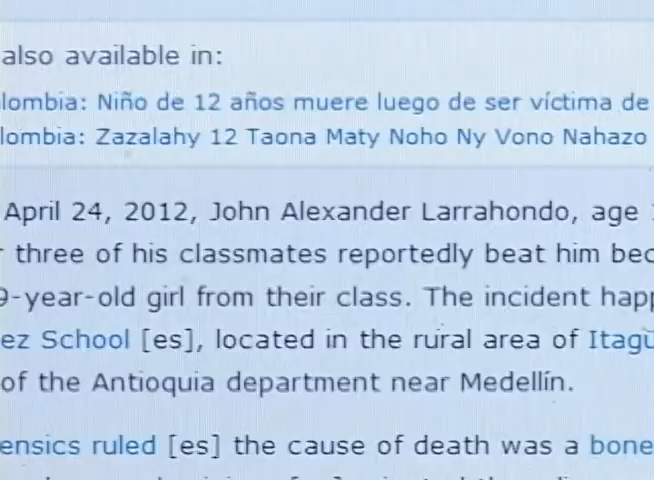 also available in:
lombia: Niño de 12 años muere luego de ser víctima de
lombia: Zazalahy 12 Taona Maty Noho Ny Vono Nahazo
April 24, 2012, John Alexander Larrahondo, age
three of his classmates reportedly beat him bec
9-year-old girl from their class. The incident happ
ez School [es], located in the rural area of Itagü
of the Antioquia department near Medellín.
ensics ruled [es] the cause of death was a bone